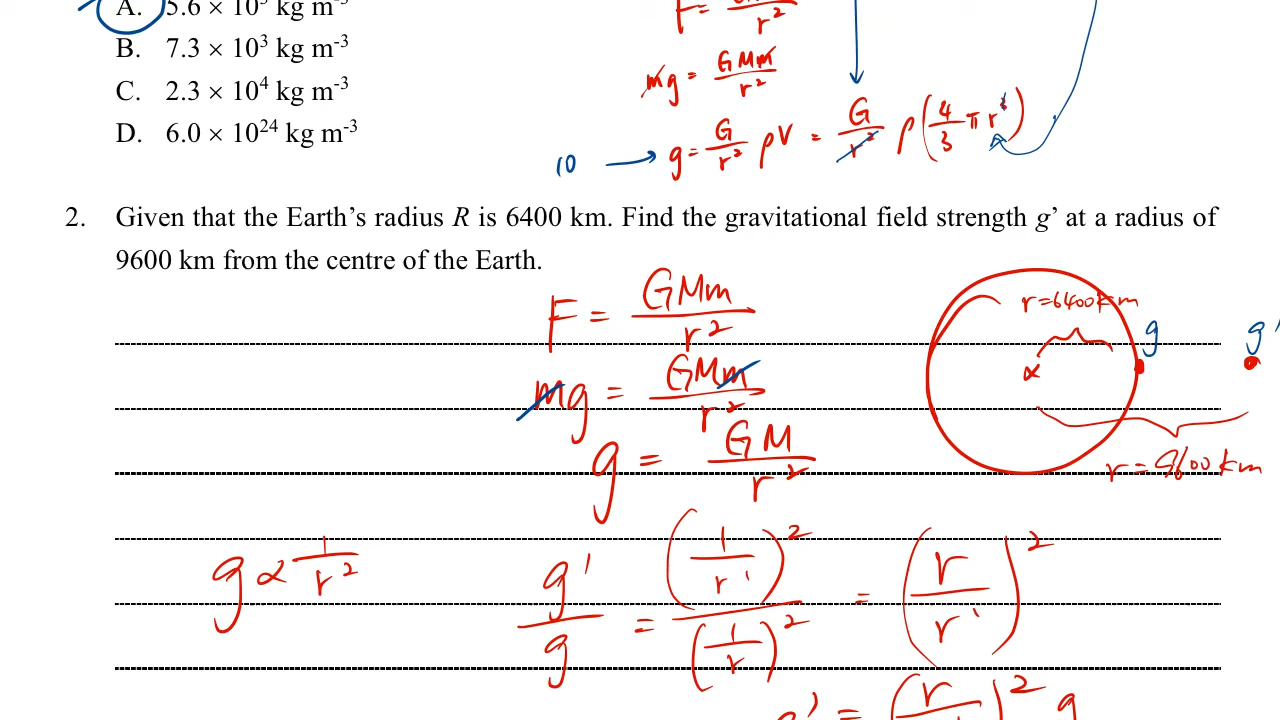 A. 5.6 × 10³ kg m⁻³
B. 7.3 × 10³ kg m⁻³
C. 2.3 × 10⁴ kg m⁻³
D. 6.0 × 10²⁴ kg m⁻³
F = r²
mg = GMm / r²
10 → g = G/r² ρV = G/r² ρ(4/3 πr³)
2. Given that the Earth’s radius R is 6400 km. Find the gravitational field strength g’ at a radius of
9600 km from the centre of the Earth.
F = GMm / r²
r = 6400 km
g g'
mg = GMm / r²
g = GM / r²
r = 9600 km
g ∝ 1/r²
g'/g = (1/r')² / (1/r)² = (r/r')²
g' = (r/ )² g